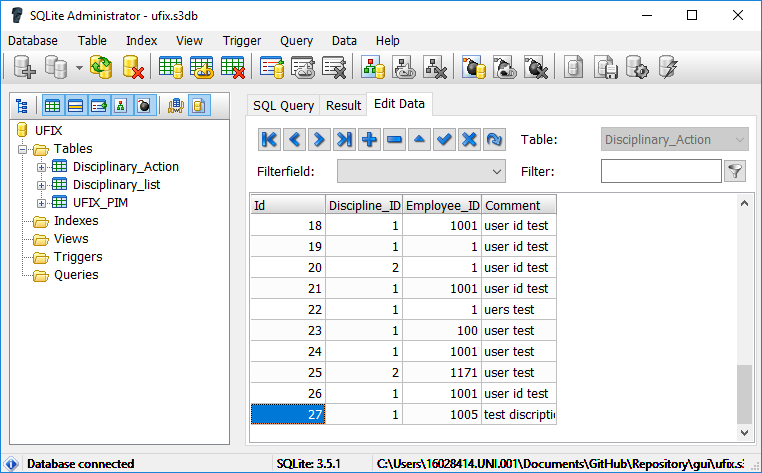 SQLite Administrator - ufix.s3db
Database Table Index View Trigger Query Data Help
SQL Query Result Edit Data
UFIX
Tables
Disciplinary_Action
Disciplinary_list
UFIX_PIM
Indexes
Views
Triggers
Queries
Table: Disciplinary_Action
Filterfield: Filter:
Id Discipline_ID Employee_ID Comment
18 1 1001 user id test
19 1 1 user id test
20 2 1 user id test
21 1 1001 user id test
22 1 1 uers test
23 1 100 user test
24 1 1001 user test
25 2 1171 user test
26 1 1001 user id test
27 1 1005 test discriptio
Database connected SQLite: 3.5.1 C:\Users\16028414.UNI.001\Documents\GitHub\Repository\gui\ufix.s3